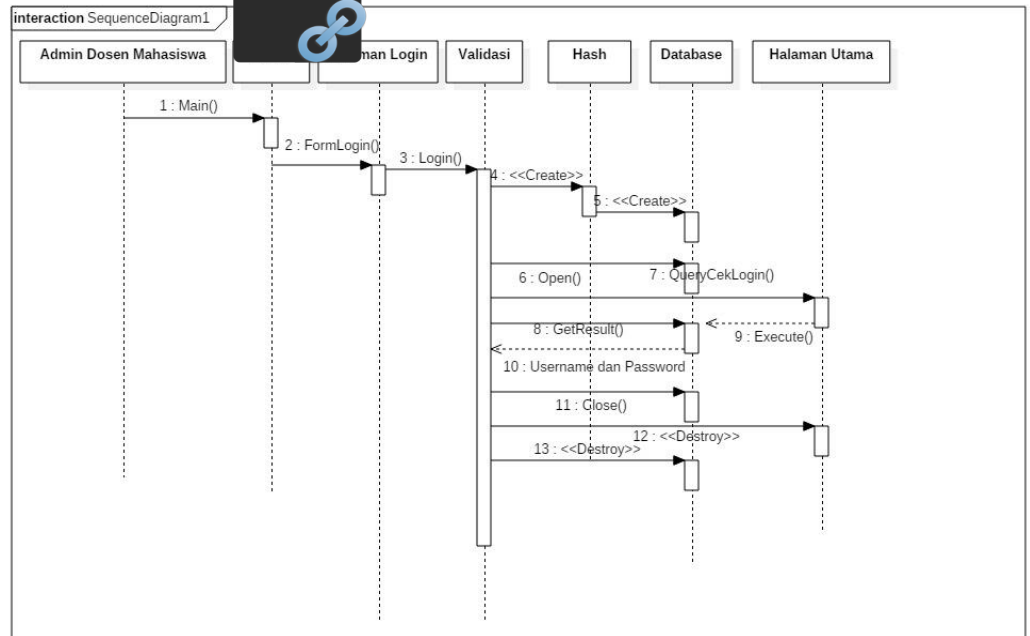 interaction SequenceDiagram1
Admin Dosen Mahasiswa
Login
Validasi
Hash
Database
Halaman Utama
1 : Main()
2 : FormLogin()
3 : Login()
4 : <<Create>>
5 : <<Create>>
6 : Open()
7 : QueryCekLogin()
8 : GetResult()
9 : Execute()
10 : Username dan Password
11 : Close()
12 : <<Destroy>>
13 : <<Destroy>>